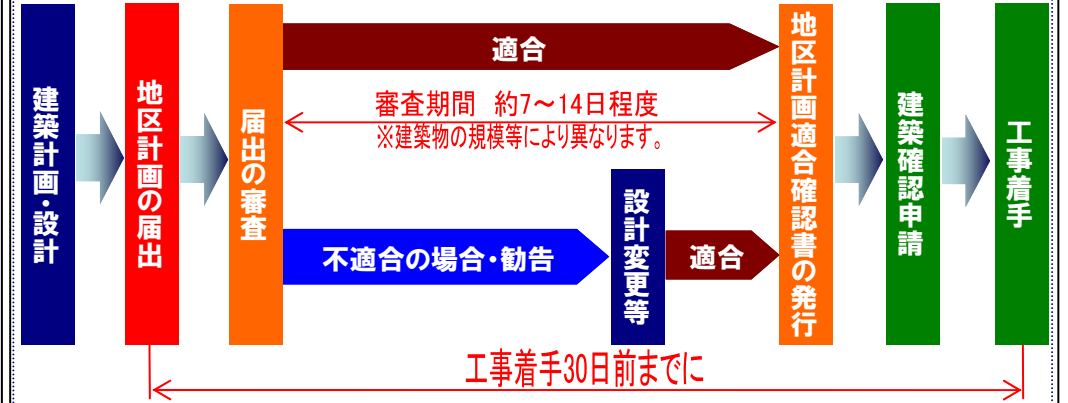 建築計画・設計
地区計画の届出
届出の審査
適合
審査期間　約7～14日程度
※建築物の規模等により異なります。
不適合の場合・勧告
設計変更等
適合
地区計画適合確認書の発行
建築確認申請
工事着手
工事着手30日前までに